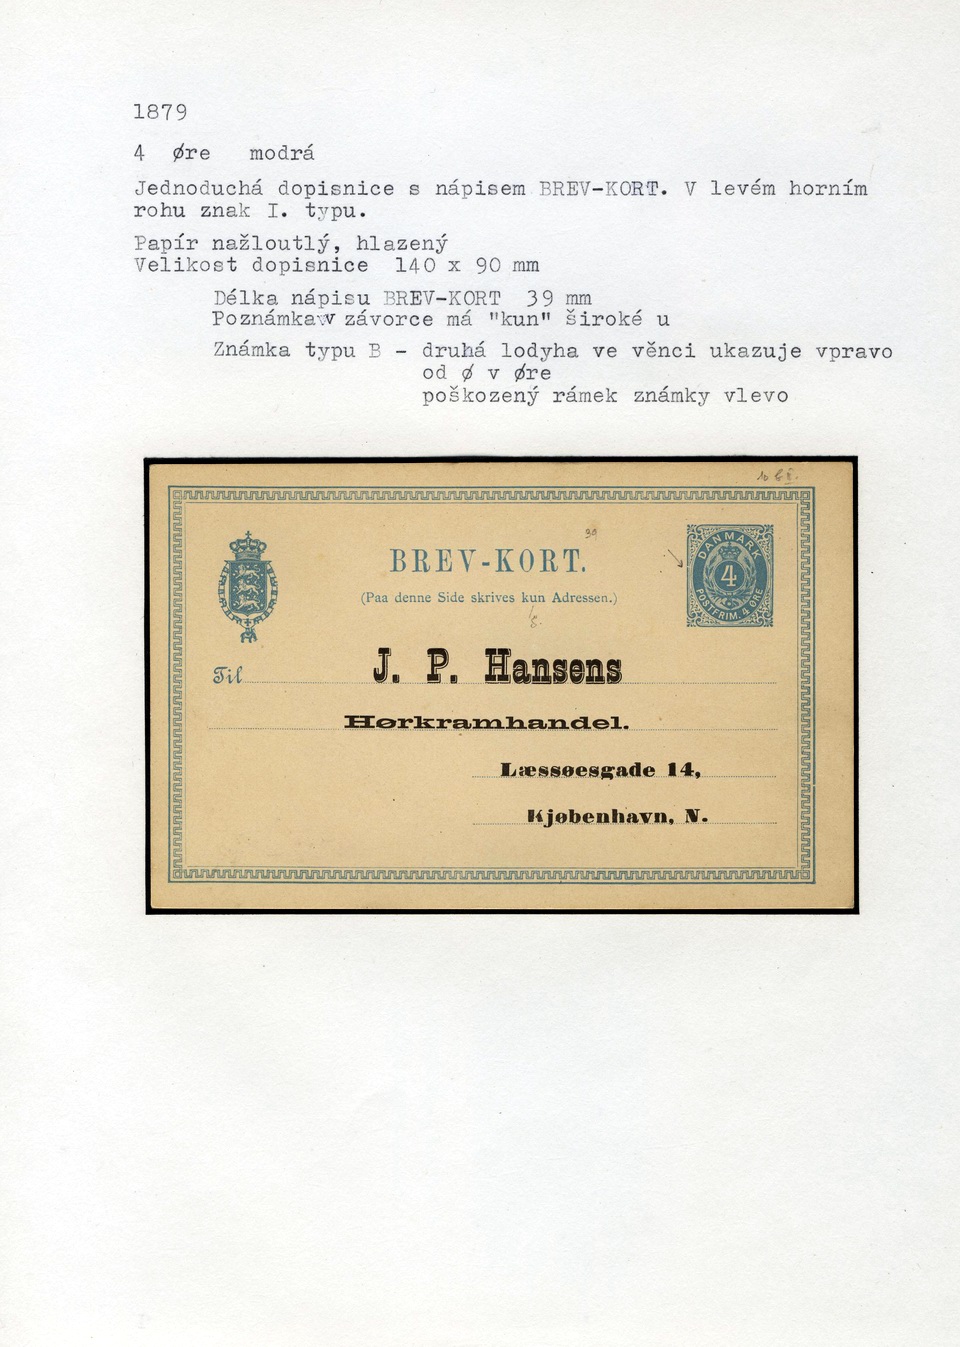 1879
4 øre modrá
Jednoduchá dopisnice s nápisem BREV-KORT. V levém horním
rohu znak I. typu.
Papír nažloutlý, hlazený
Velikost dopisnice 140 x 90 mm
Délka nápisu BREV-KORT 39 mm
Poznámka v závorce má "kun" široké u
Známka typu B - druhá lodyha ve věnci ukazuje vpravo
od ø v øre
poškozený rámek známky vlevo
39
BREV-KORT.
(Paa denne Side skrives kun Adressen.)
DANMARK
4
POSTFRIM. 4 ØRE
Til
J. P. Hansens
Hørkramhandel.
Læssøesgade 14,
Kjøbenhavn, N.